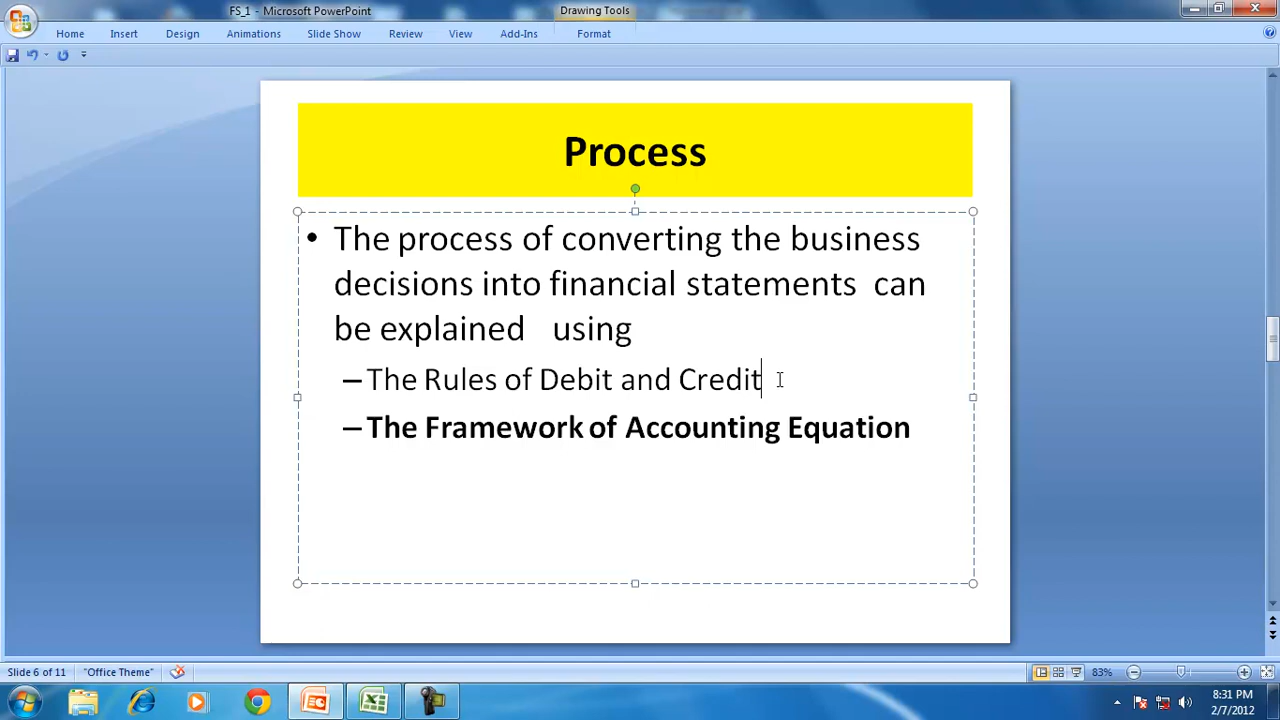 FS_1 - Microsoft PowerPoint
Drawing Tools
Home Insert Design Animations Slide Show Review View Add-Ins Format
Process
• The process of converting the business
decisions into financial statements can
be explained using
– The Rules of Debit and Credit
– The Framework of Accounting Equation
Slide 6 of 11 "Office Theme" 83%
8:31 PM
2/7/2012